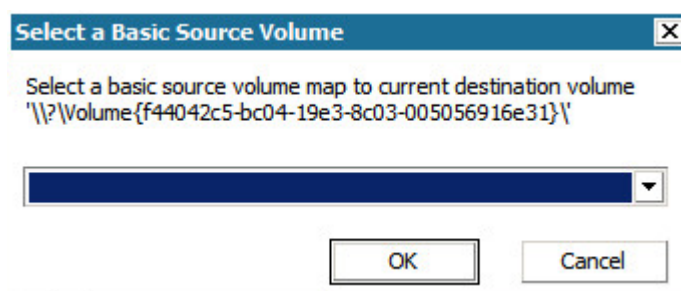 Select a Basic Source Volume
Select a basic source volume map to current destination volume
'\\?\Volume{f44042c5-bc04-19e3-8c03-005056916e31}\'
OK
Cancel